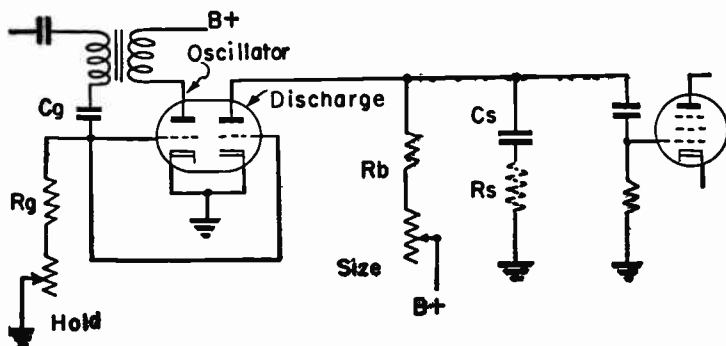 B+
Oscillator
Discharge
Cg
Cs
Rb
Rs
Rg
Size
Hold
B+